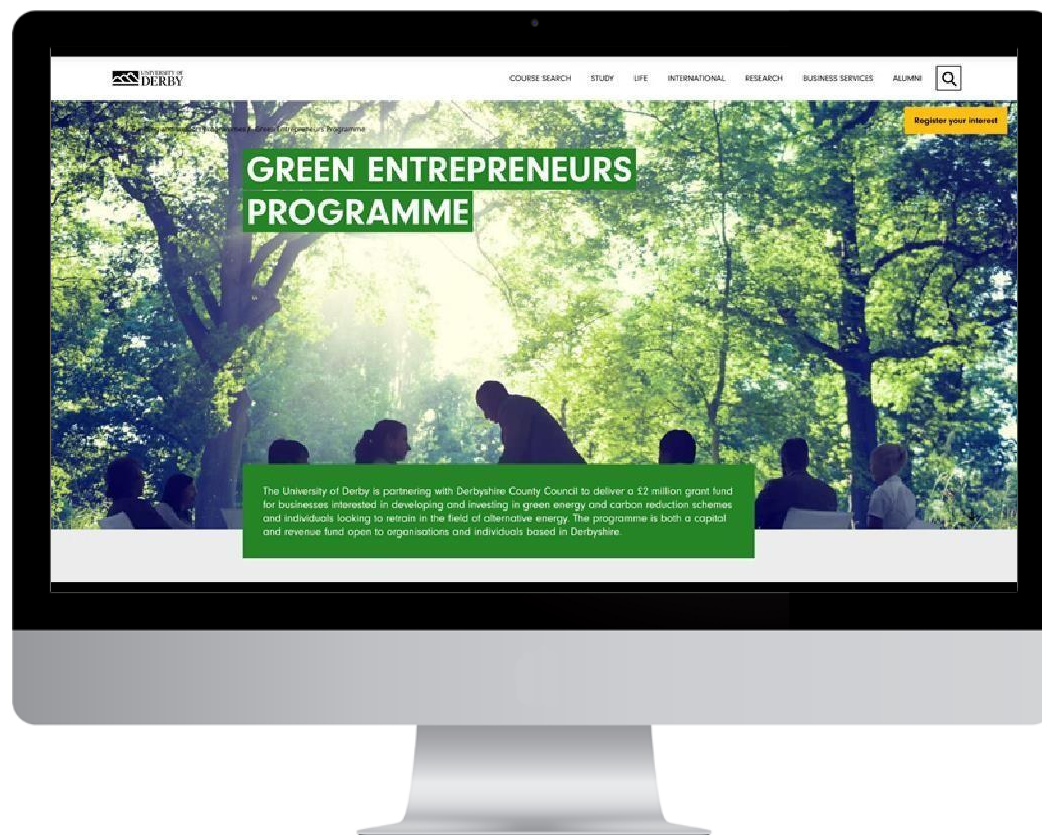 UNIVERSITY OF
DERBY
COURSE SEARCH STUDY LIFE INTERNATIONAL RESEARCH BUSINESS SERVICES ALUMNI
Register your interest
Green Entrepreneurs Programme
GREEN ENTREPRENEURS
PROGRAMME
The University of Derby is partnering with Derbyshire County Council to deliver a £2 million grant fund
for businesses interested in developing and investing in green energy and carbon reduction schemes
and individuals looking to retrain in the field of alternative energy. The programme is both a capital
and revenue fund open to organisations and individuals based in Derbyshire.